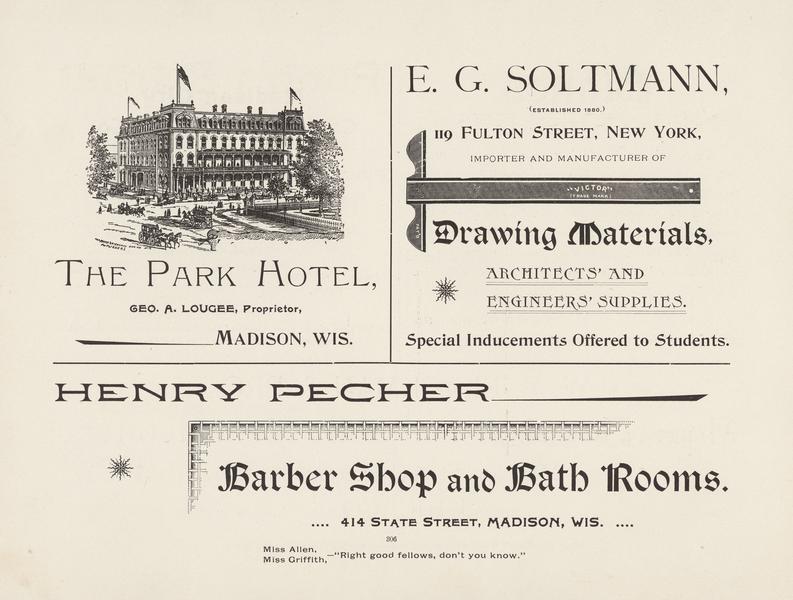 THE PARK HOTEL,
GEO. A. LOUGEE, Proprietor,
MADISON, WIS.
E. G. SOLTMANN,
(ESTABLISHED 1880.)
119 FULTON STREET, NEW YORK,
IMPORTER AND MANUFACTURER OF
"VICTOR"
(TRADE MARK)
Drawing Materials,
ARCHITECTS' AND
ENGINEERS' SUPPLIES.
Special Inducements Offered to Students.
HENRY PECHER
Barber Shop and Bath Rooms.
.... 414 STATE STREET, MADISON, WIS. ....
306
Miss Allen,
Miss Griffith,
—"Right good fellows, don't you know."